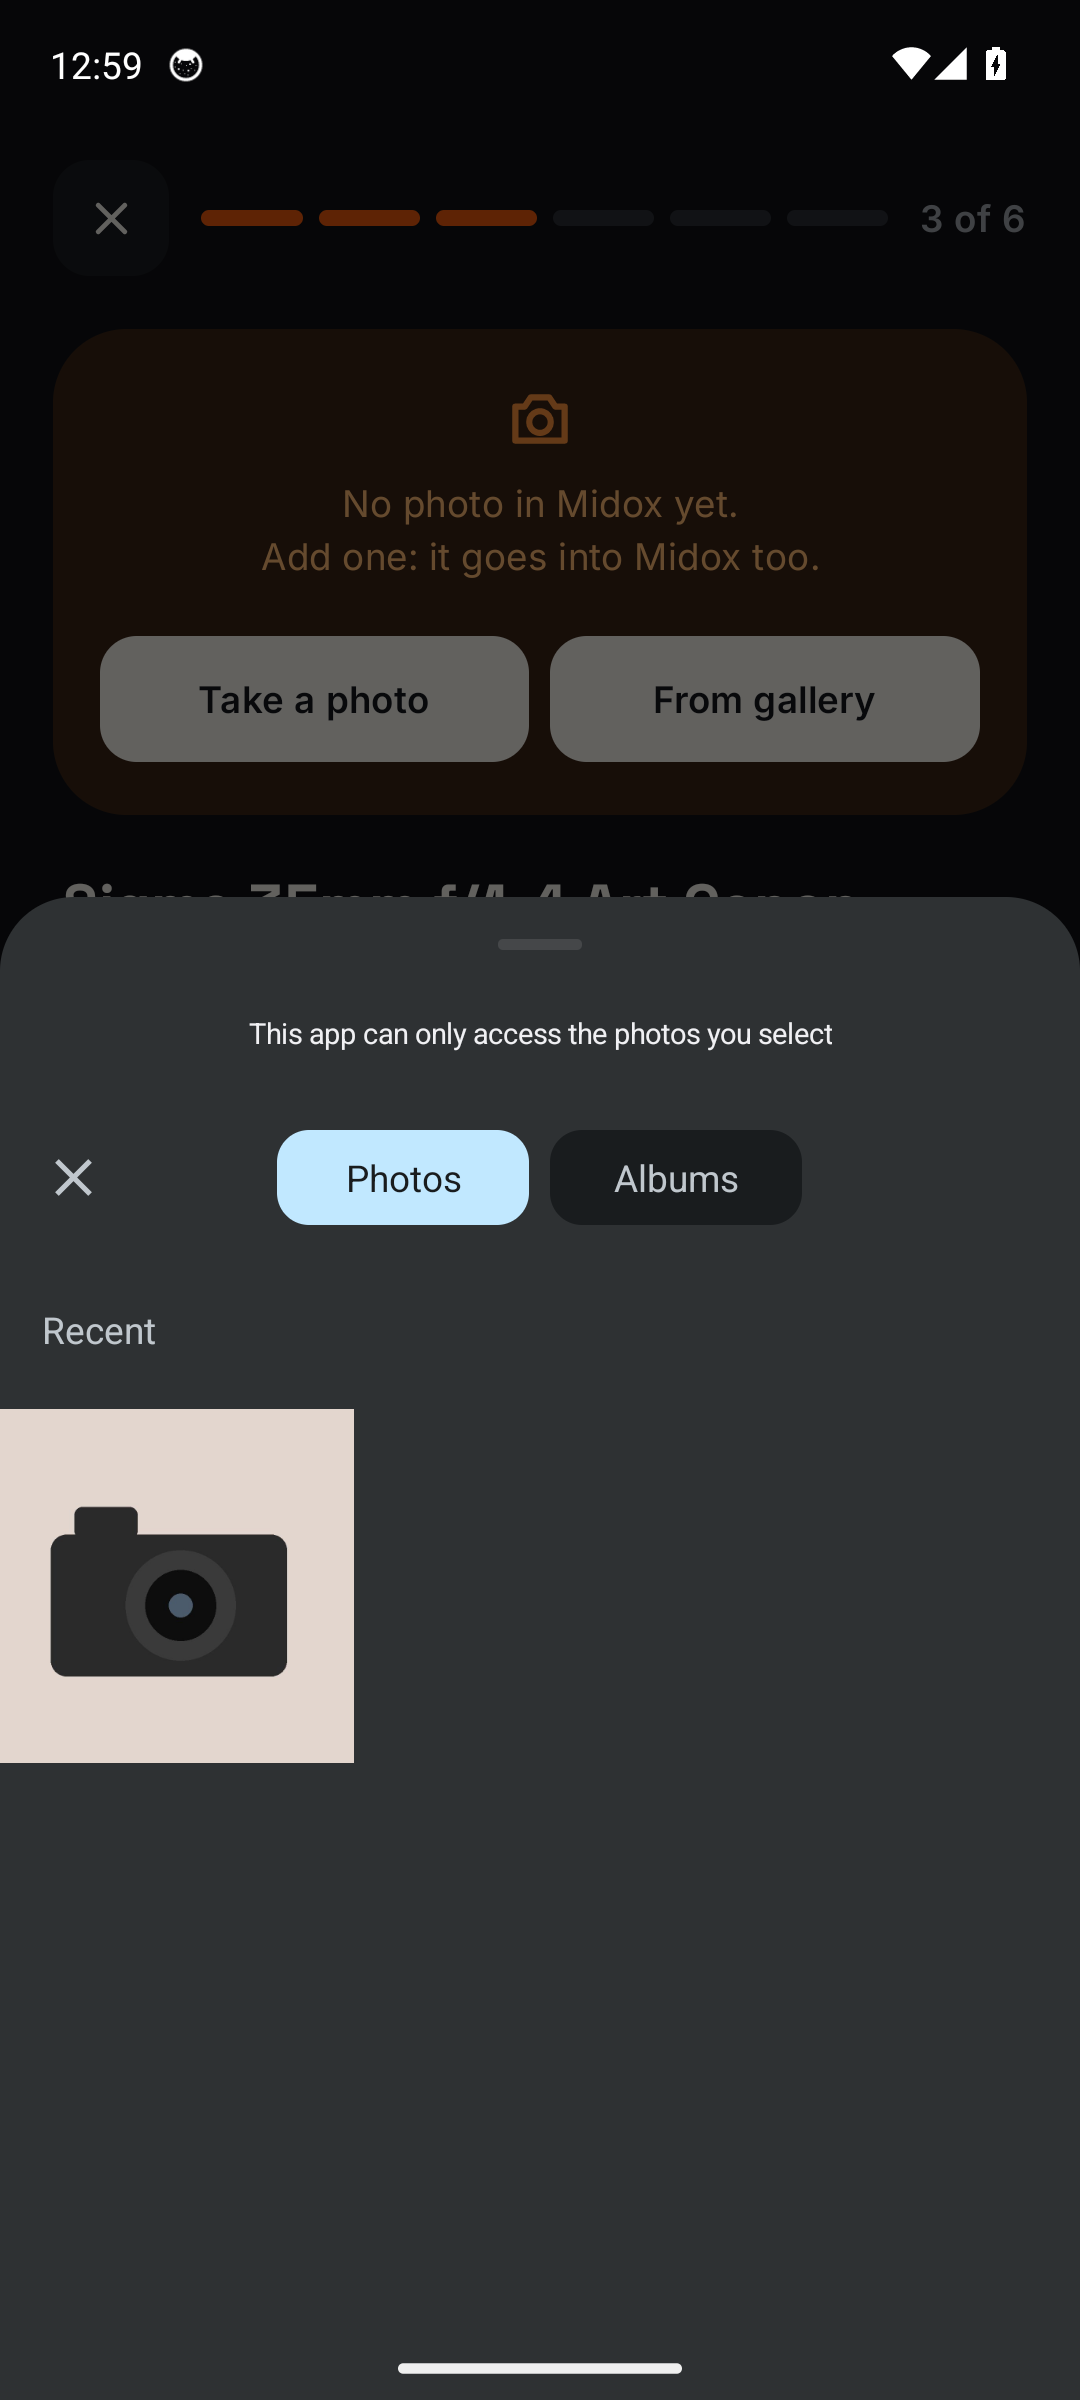 12:59
3 of 6
No photo in Midox yet.
Add one: it goes into Midox too.
Take a photo
From gallery
This app can only access the photos you select
Photos
Albums
Recent